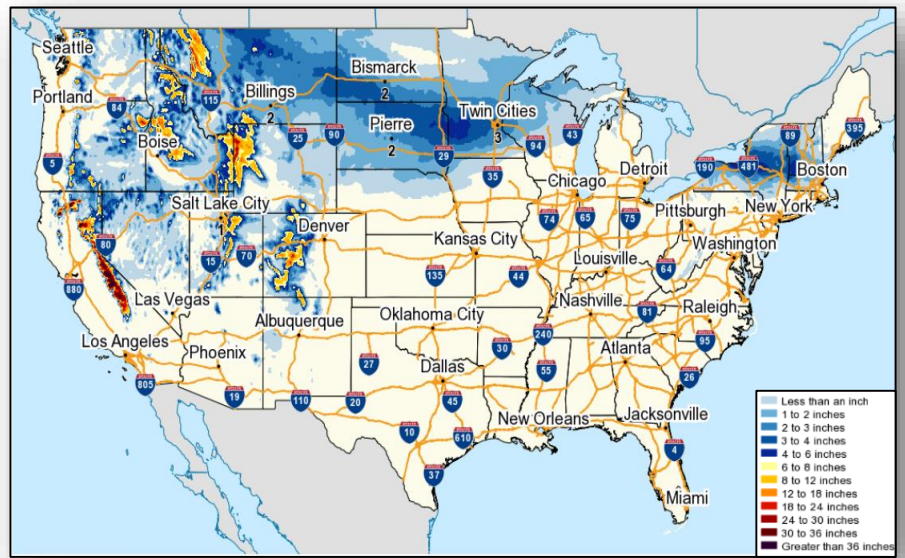 Seattle
Portland
84
Boise
5
115
Billings
2
Bismarck
2
Pierre
2
25
90
Twin Cities
3
29
35
94
43
Chicago
Detroit
190
481
89
395
Boston
New York
Pittsburgh
Washington
Salt Lake City
1
80
15
70
Denver
880
Las Vegas
Los Angeles
805
Phoenix
19
Albuquerque
110
Kansas City
135
44
74
65
75
Louisville
64
Nashville
81
Raleigh
95
Oklahoma City
27
240
30
Atlanta
55
26
Dallas
20
45
10
610
37
New Orleans
Jacksonville
4
Miami
Less than an inch
1 to 2 inches
2 to 3 inches
3 to 4 inches
4 to 6 inches
6 to 8 inches
8 to 12 inches
12 to 18 inches
18 to 24 inches
24 to 30 inches
30 to 36 inches
Greater than 36 inches